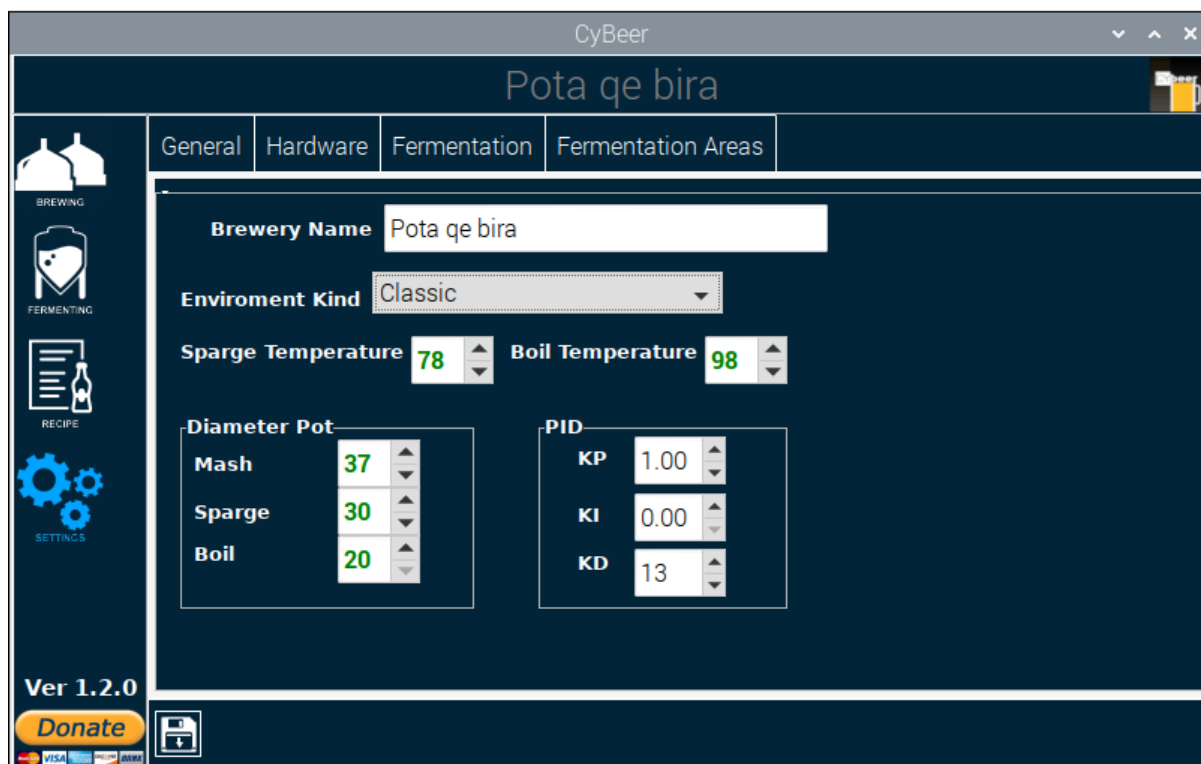 CyBeer
Pota qe bira
General Hardware Fermentation Fermentation Areas
BREWING
Brewery Name Pota qe bira
Enviroment Kind Classic
FERMENTING
Sparge Temperature 78 Boil Temperature 98
RECIPE
Diameter Pot PID
Mash 37 KP 1.00
Sparge 30 KI 0.00
SETTINGS
Boil 20 KD 13
Ver 1.2.0
Donate
VISA